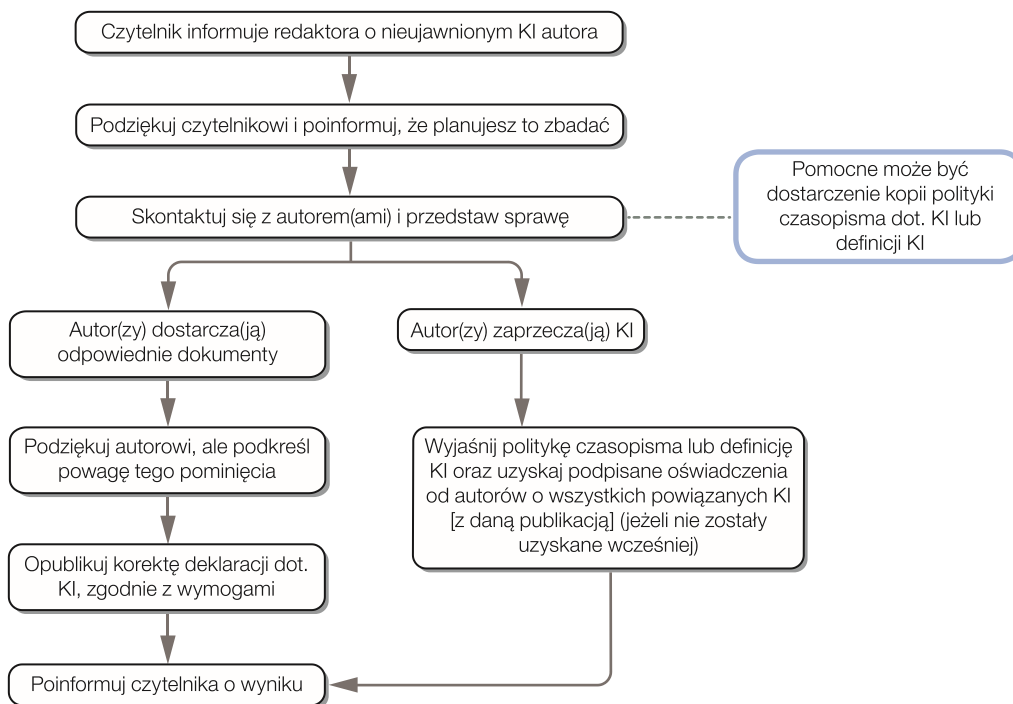 Czytelnik informuje redaktora o nieujawnionym KI autora
Podziękuj czytelnikowi i poinformuj, że planujesz to zbadać
Skontaktuj się z autorem(ami) i przedstaw sprawę
Pomocne może być
dostarczenie kopii polityki
czasopisma dot. KI lub
definicji KI
Autor(zy) dostarcza(ją)
odpowiednie dokumenty
Autor(zy) zaprzecza(ją) KI
Podziękuj autorowi, ale podkreśl
powagę tego pominięcia
Wyjaśnij politykę czasopisma lub definicję
KI oraz uzyskaj podpisane oświadczenia
od autorów o wszystkich powiązanych KI
[z daną publikacją] (jeżeli nie zostały
uzyskane wcześniej)
Opublikuj korektę deklaracji dot.
KI, zgodnie z wymogami
Poinformuj czytelnika o wyniku